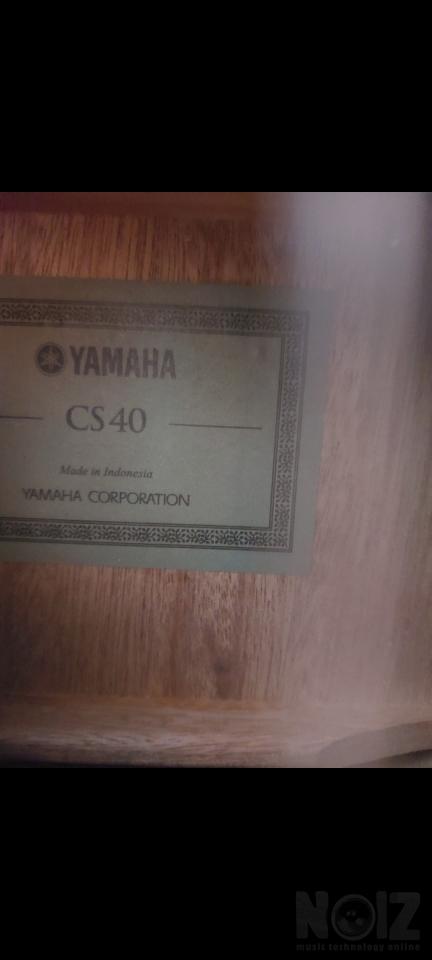 YAMAHA
CS40
Made in Indonesia
YAMAHA CORPORATION
NOIZ
music technology online